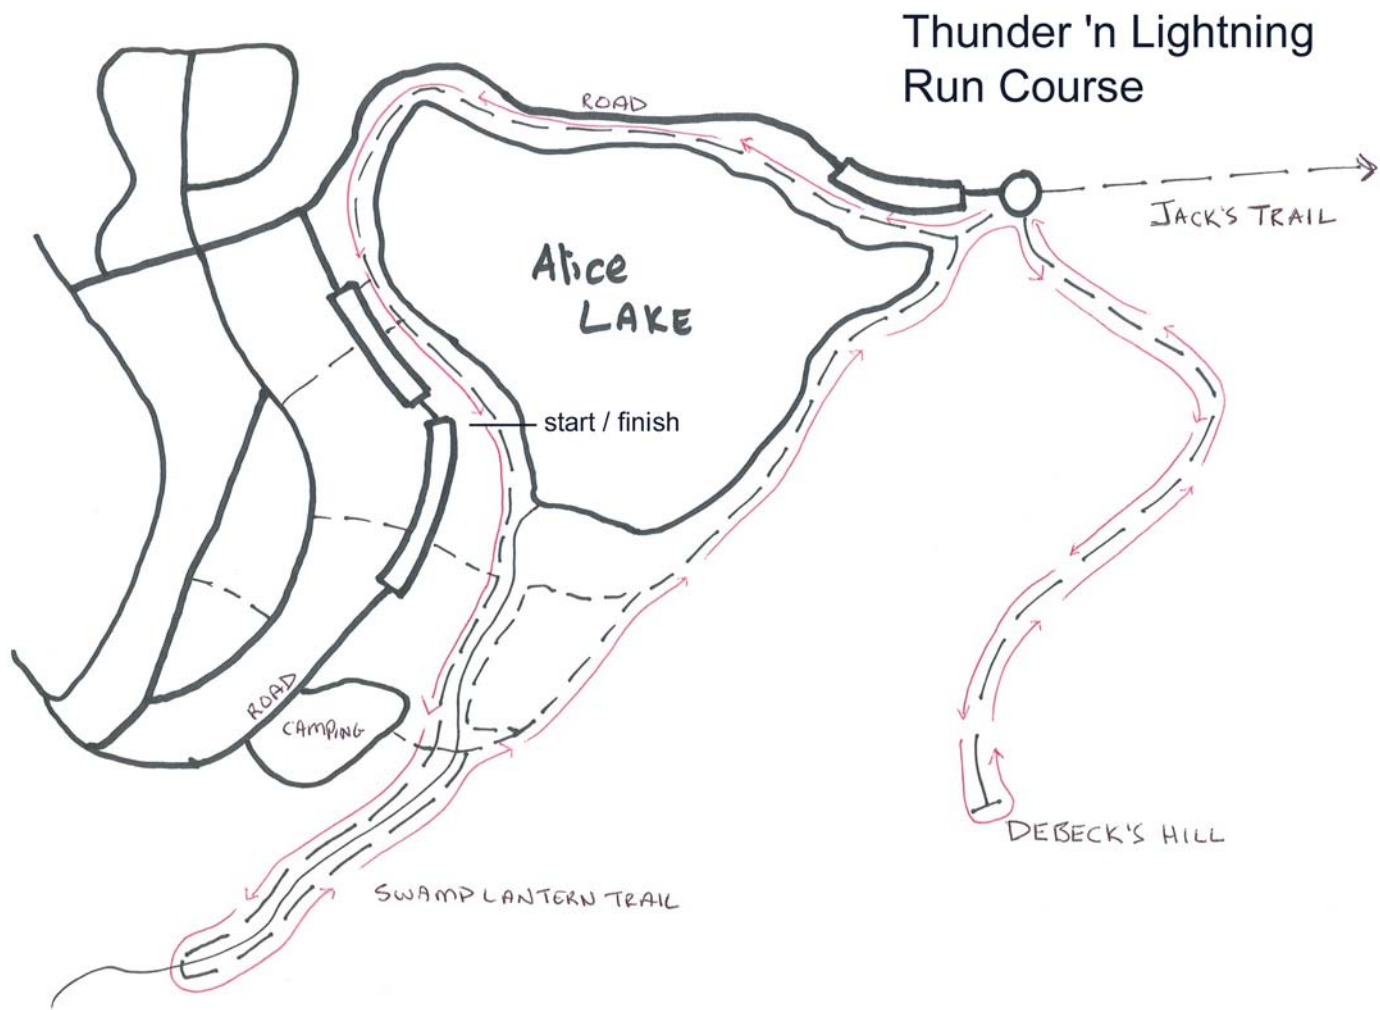 Thunder 'n Lightning
Run Course
ROAD
JACK'S TRAIL
Alice
LAKE
start / finish
ROAD
CAMPING
DEBECK'S HILL
SWAMP LANTERN TRAIL